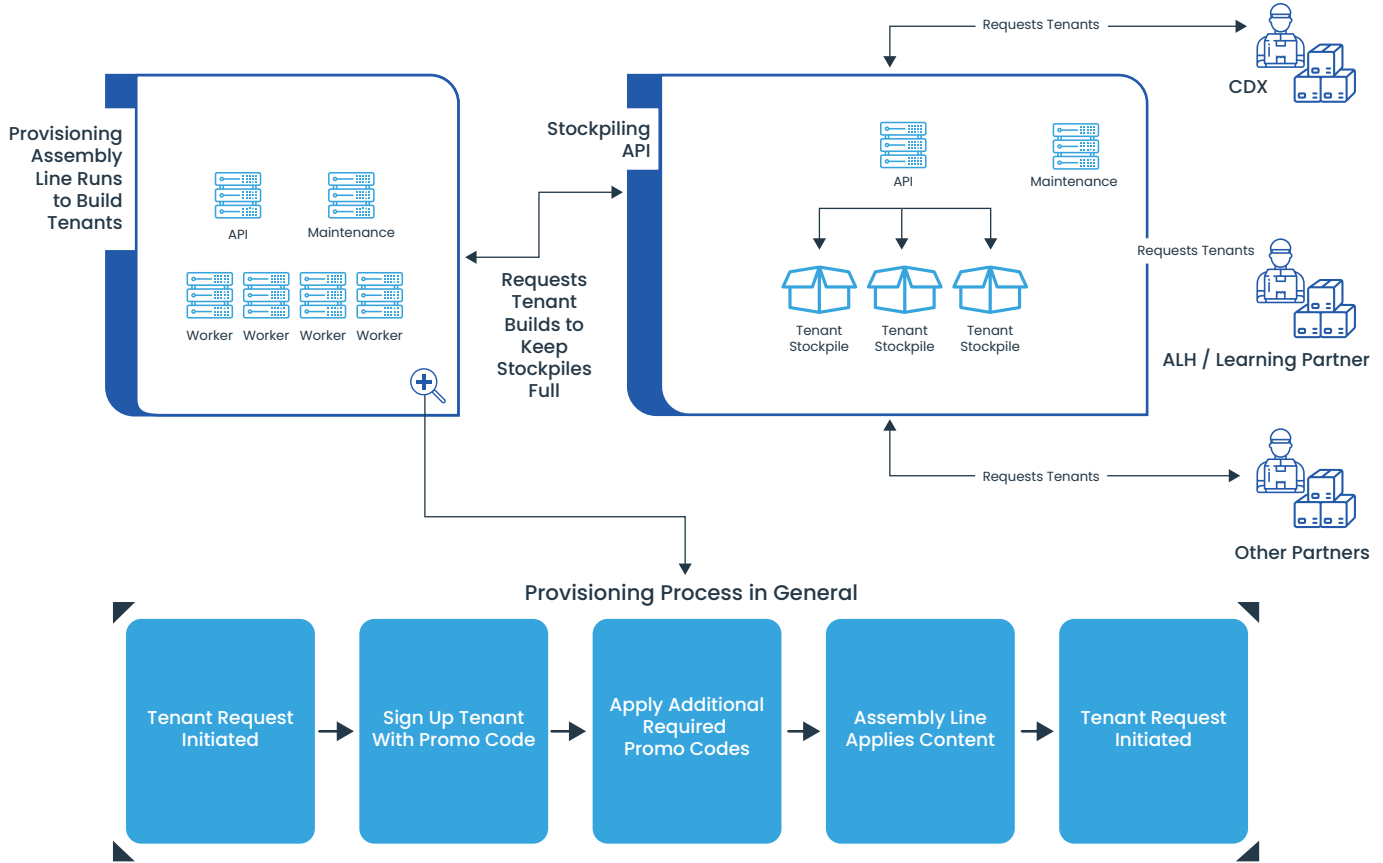 Requests Tenants
CDX
Provisioning
Assembly
Line Runs
to Build
Tenants
Stockpiling
API
API
Maintenance
API
Maintenance
Requests Tenants
Requests
Tenant
Builds to
Keep
Stockpiles
Full
Worker Worker Worker Worker
Tenant
Stockpile
Tenant
Stockpile
Tenant
Stockpile
ALH / Learning Partner
Requests Tenants
Other Partners
Provisioning Process in General
Tenant Request
Initiated
Sign Up Tenant
With Promo Code
Apply Additional
Required
Promo Codes
Assembly Line
Applies Content
Tenant Request
Initiated